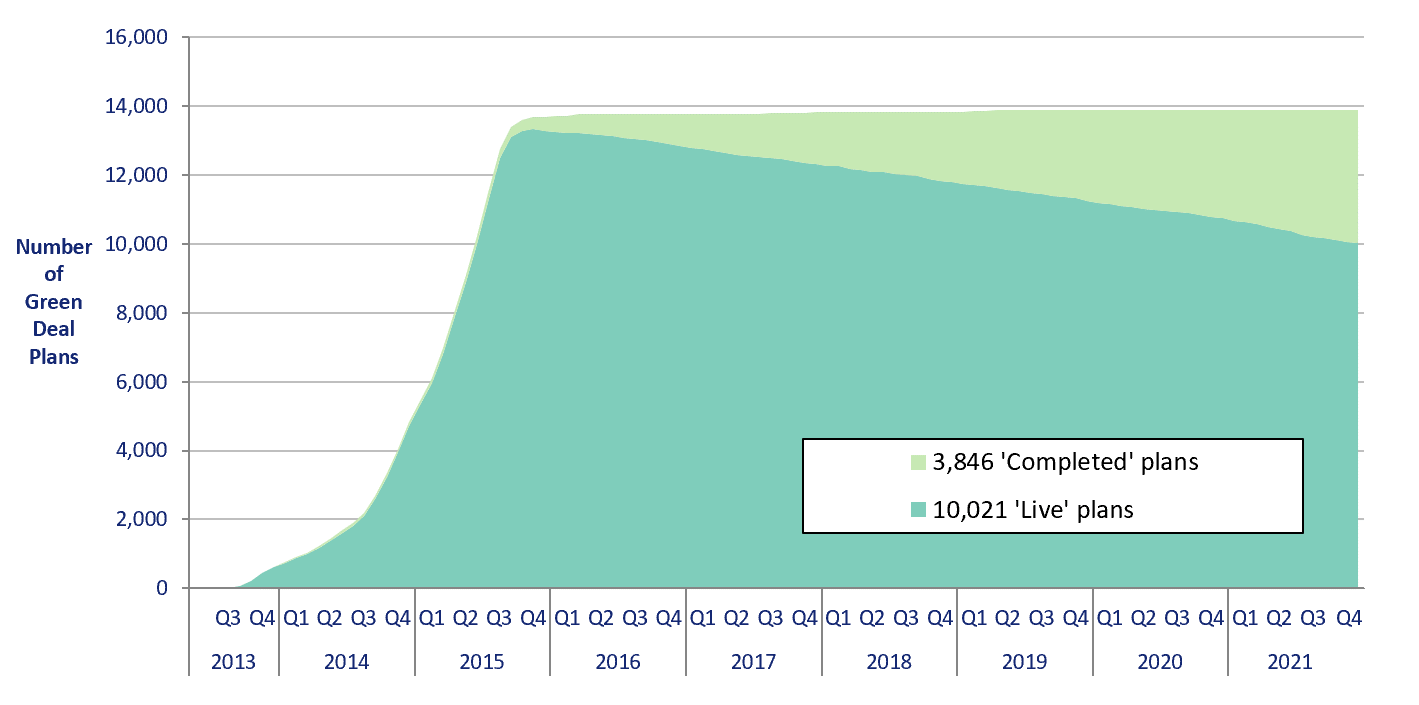 16,000
14,000
12,000
10,000
8,000
6,000
4,000
2,000
0
Number
of
Green
Deal
Plans
3,846 'Completed' plans
10,021 'Live' plans
Q3 Q4 Q1 Q2 Q3 Q4 Q1 Q2 Q3 Q4 Q1 Q2 Q3 Q4 Q1 Q2 Q3 Q4 Q1 Q2 Q3 Q4 Q1 Q2 Q3 Q4 Q1 Q2 Q3 Q4 Q1 Q2 Q3 Q4
2013 2014 2015 2016 2017 2018 2019 2020 2021